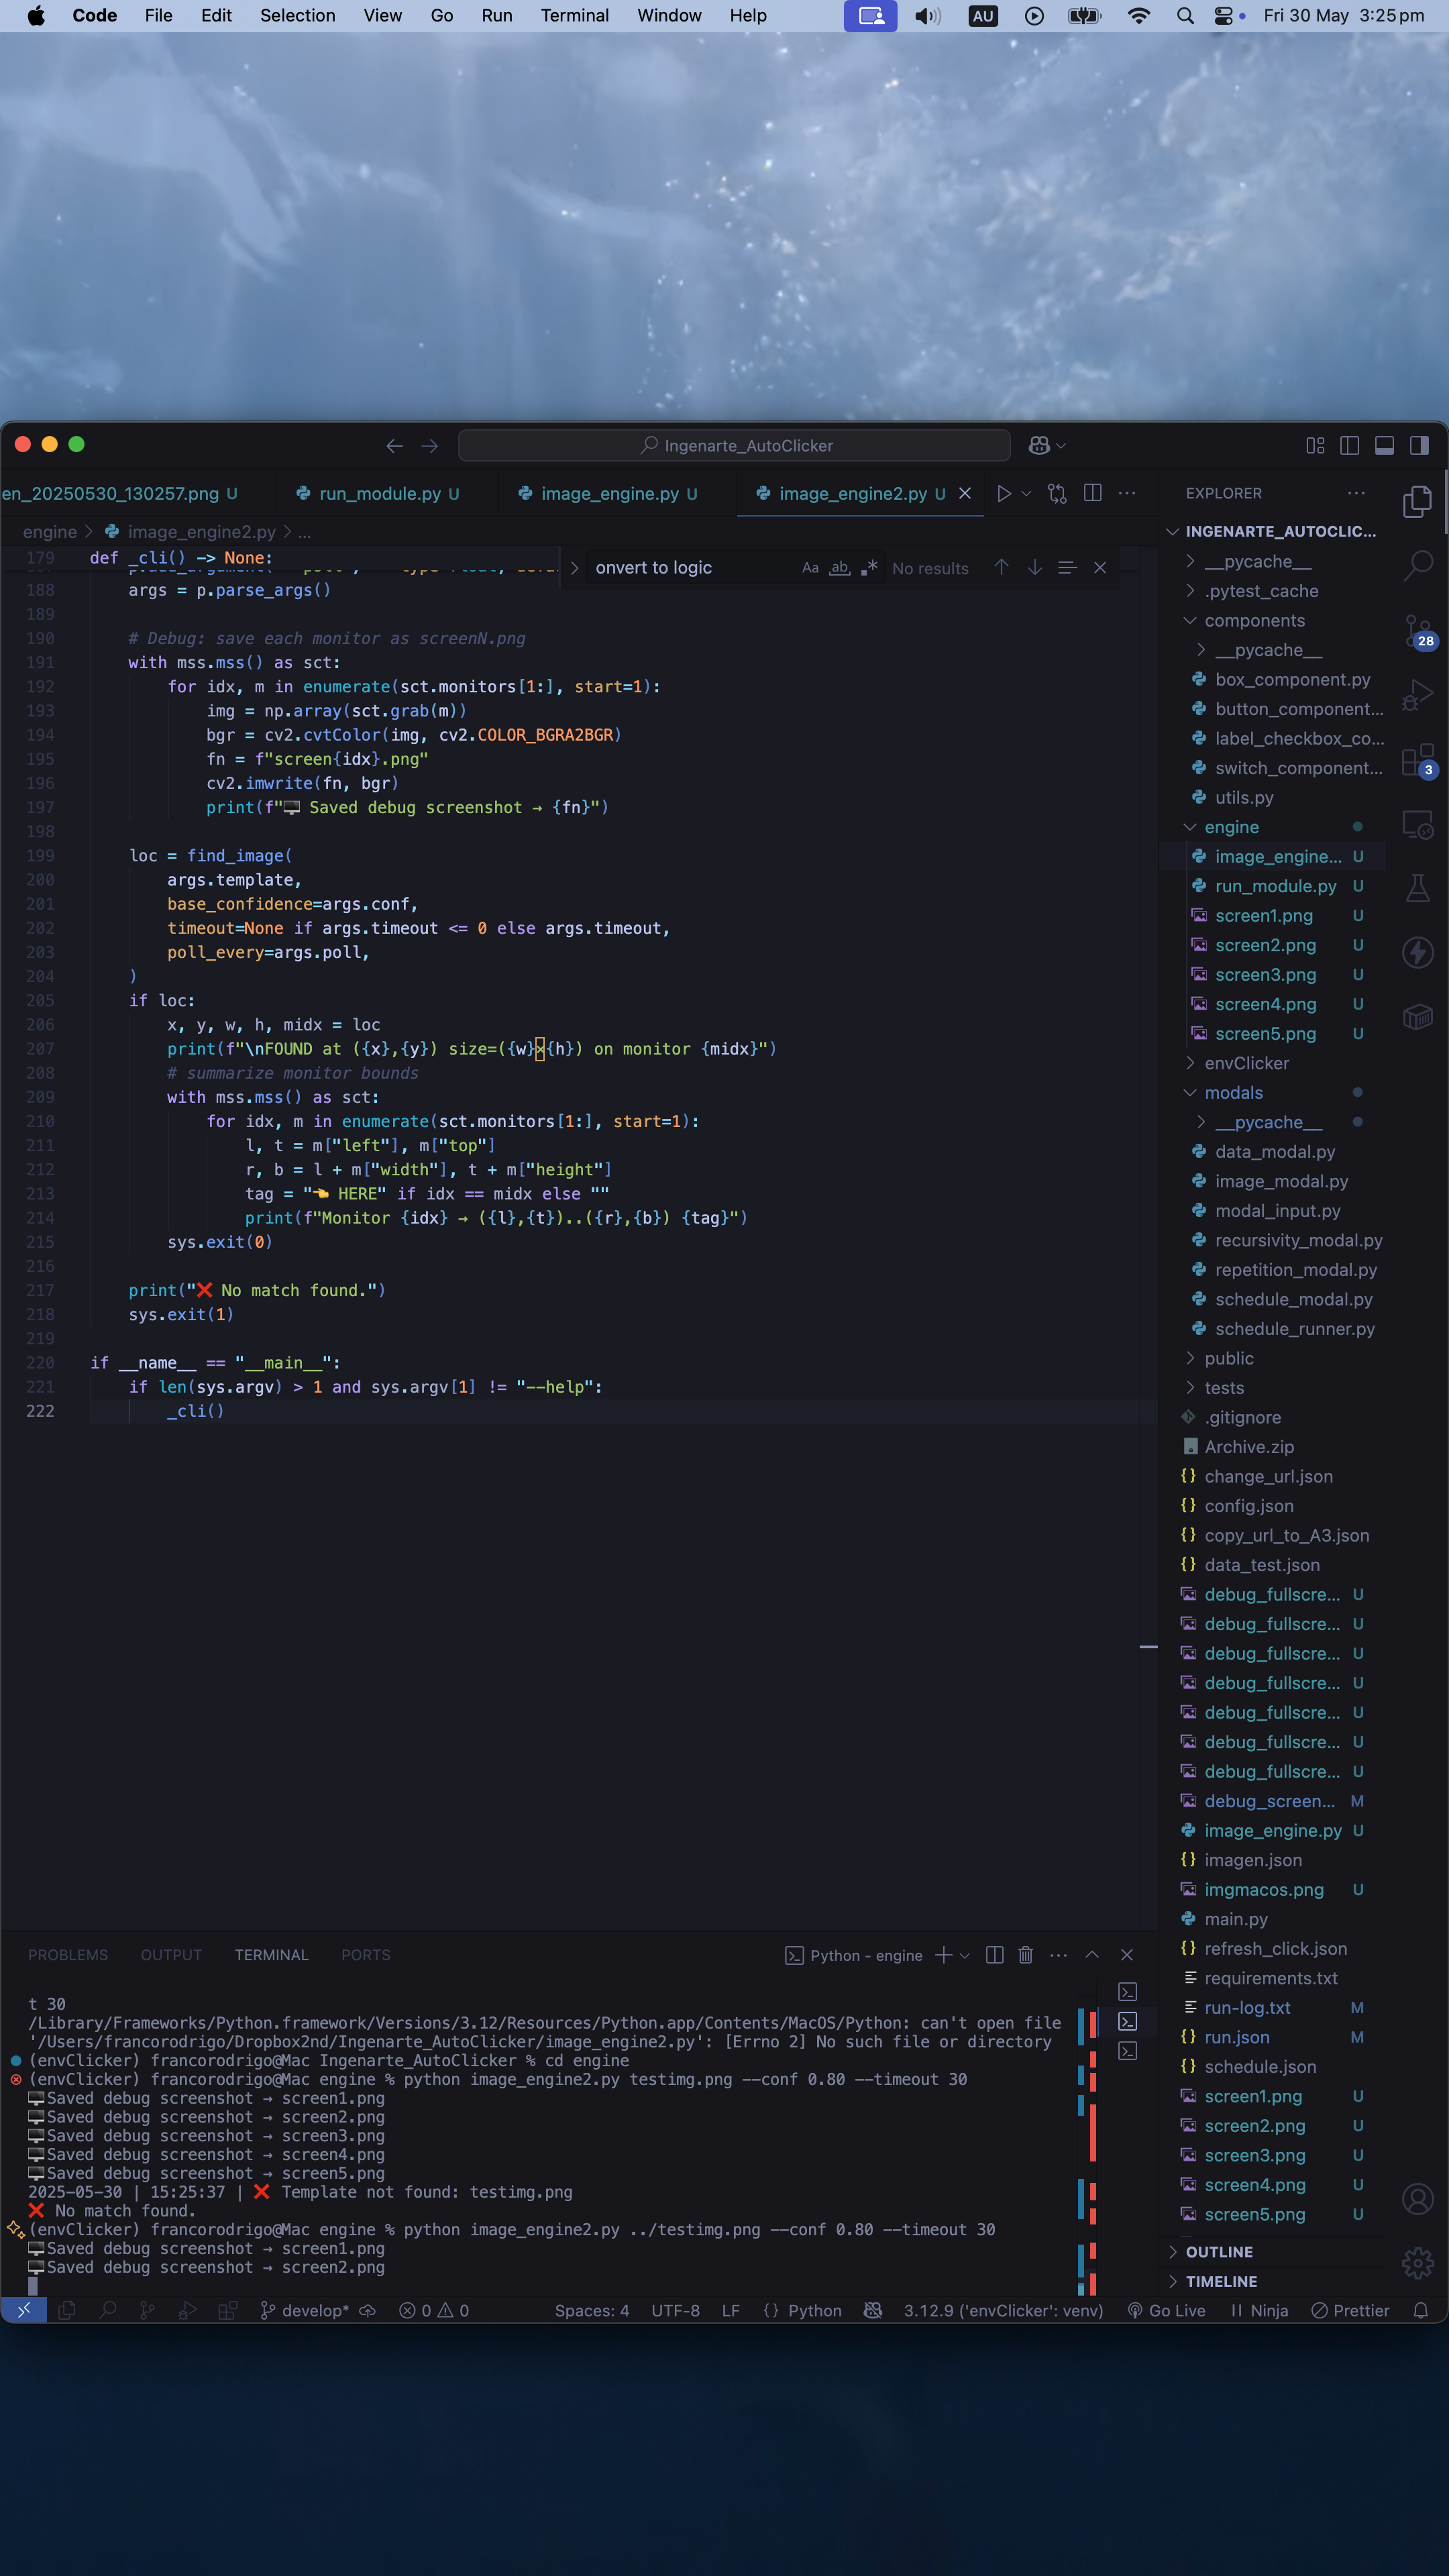 Code File Edit Selection View Go Run Terminal Window Help AU Fri 30 May 3:25 pm
Ingenarte_AutoClicker
en_20250530_130257.png U run_module.py U image_engine.py U image_engine2.py U
engine > image_engine2.py > ...
onvert to logic Aa ab .* No results
179 def _cli() -> None:
188 args = p.parse_args()
189
190 # Debug: save each monitor as screenN.png
191 with mss.mss() as sct:
192 for idx, m in enumerate(sct.monitors[1:], start=1):
193 img = np.array(sct.grab(m))
194 bgr = cv2.cvtColor(img, cv2.COLOR_BGRA2BGR)
195 fn = f"screen{idx}.png"
196 cv2.imwrite(fn, bgr)
197 print(f"🖥️ Saved debug screenshot → {fn}")
198
199 loc = find_image(
200 args.template,
201 base_confidence=args.conf,
202 timeout=None if args.timeout <= 0 else args.timeout,
203 poll_every=args.poll,
204 )
205 if loc:
206 x, y, w, h, midx = loc
207 print(f"\nFOUND at ({x},{y}) size=({w}×{h}) on monitor {midx}")
208 # summarize monitor bounds
209 with mss.mss() as sct:
210 for idx, m in enumerate(sct.monitors[1:], start=1):
211 l, t = m["left"], m["top"]
212 r, b = l + m["width"], t + m["height"]
213 tag = "👈 HERE" if idx == midx else ""
214 print(f"Monitor {idx} → ({l},{t})..({r},{b}) {tag}")
215 sys.exit(0)
216
217 print("❌ No match found.")
218 sys.exit(1)
219
220 if __name__ == "__main__":
221 if len(sys.argv) > 1 and sys.argv[1] != "--help":
222 _cli()
EXPLORER
INGENARTE_AUTOCLIC...
__pycache__
.pytest_cache
components
__pycache__
box_component.py
button_component...
label_checkbox_co...
switch_component...
utils.py
engine
image_engine... U
run_module.py U
screen1.png U
screen2.png U
screen3.png U
screen4.png U
screen5.png U
envClicker
modals
__pycache__
data_modal.py
image_modal.py
modal_input.py
recursivity_modal.py
repetition_modal.py
schedule_modal.py
schedule_runner.py
public
tests
.gitignore
Archive.zip
change_url.json
config.json
copy_url_to_A3.json
data_test.json
debug_fullscre... U
debug_fullscre... U
debug_fullscre... U
debug_fullscre... U
debug_fullscre... U
debug_fullscre... U
debug_fullscre... U
debug_screen... M
image_engine.py U
imagen.json
imgmacos.png U
main.py
refresh_click.json
requirements.txt
run-log.txt M
run.json M
schedule.json
screen1.png U
screen2.png U
screen3.png U
screen4.png U
screen5.png U
OUTLINE
TIMELINE
28
3
PROBLEMS OUTPUT TERMINAL PORTS Python - engine
t 30
/Library/Frameworks/Python.framework/Versions/3.12/Resources/Python.app/Contents/MacOS/Python: can't open file
'/Users/francorodrigo/Dropbox2nd/Ingenarte_AutoClicker/image_engine2.py': [Errno 2] No such file or directory
(envClicker) francorodrigo@Mac Ingenarte_AutoClicker % cd engine
(envClicker) francorodrigo@Mac engine % python image_engine2.py testimg.png --conf 0.80 --timeout 30
🖥️Saved debug screenshot → screen1.png
🖥️Saved debug screenshot → screen2.png
🖥️Saved debug screenshot → screen3.png
🖥️Saved debug screenshot → screen4.png
🖥️Saved debug screenshot → screen5.png
2025-05-30 | 15:25:37 | ❌ Template not found: testimg.png
❌ No match found.
(envClicker) francorodrigo@Mac engine % python image_engine2.py ../testimg.png --conf 0.80 --timeout 30
🖥️Saved debug screenshot → screen1.png
🖥️Saved debug screenshot → screen2.png
develop* 0 0 Spaces: 4 UTF-8 LF {} Python 3.12.9 ('envClicker': venv) Go Live Ninja Prettier